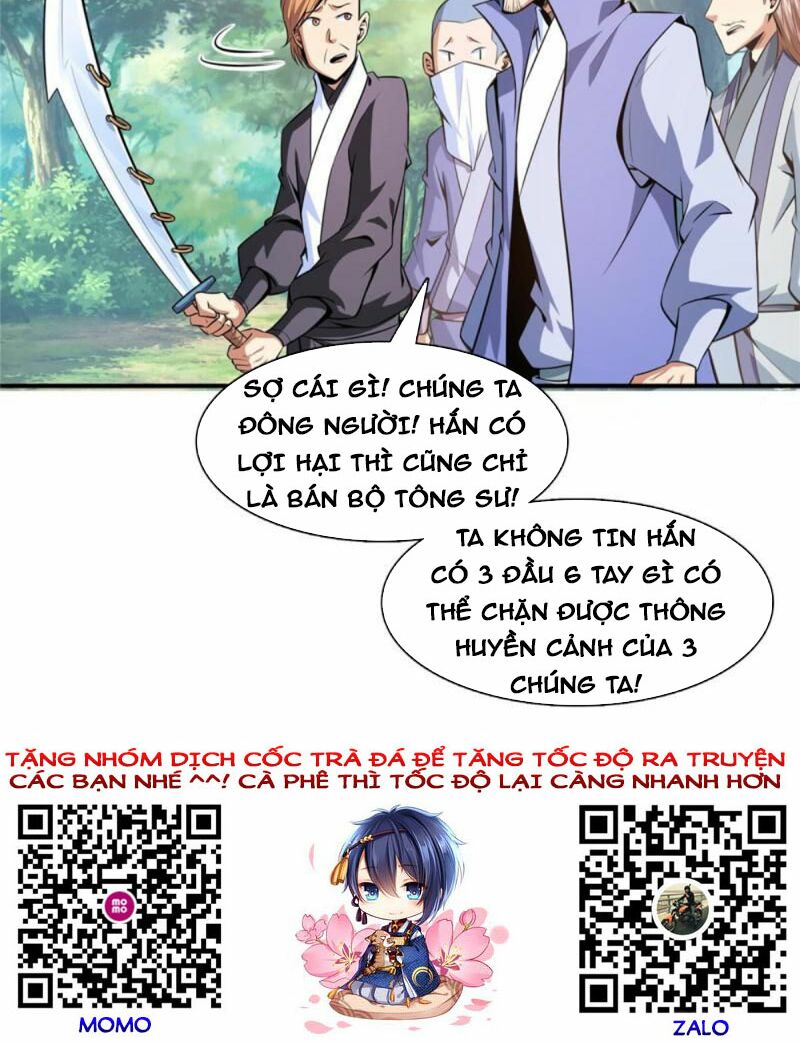 SỢ CÁI GÌ! CHÚNG TA
ĐÔNG NGƯỜI! HẮN CÓ
LỢI HẠI THÌ CŨNG CHỈ
LÀ BÁN BỘ TÔNG SƯ!
TA KHÔNG TIN HẮN
CÓ 3 ĐẦU 6 TAY GÌ CÓ
THỂ CHẶN ĐƯỢC THÔNG
HUYỀN CẢNH CỦA 3
CHÚNG TA!
TẶNG NHÓM DỊCH CỐC TRÀ ĐÁ ĐỂ TĂNG TỐC ĐỘ RA TRUYỆN
CÁC BẠN NHÉ ^^! CÀ PHÊ THÌ TỐC ĐỘ LẠI CÀNG NHANH HƠN
mo
mo
MOMO
ZALO